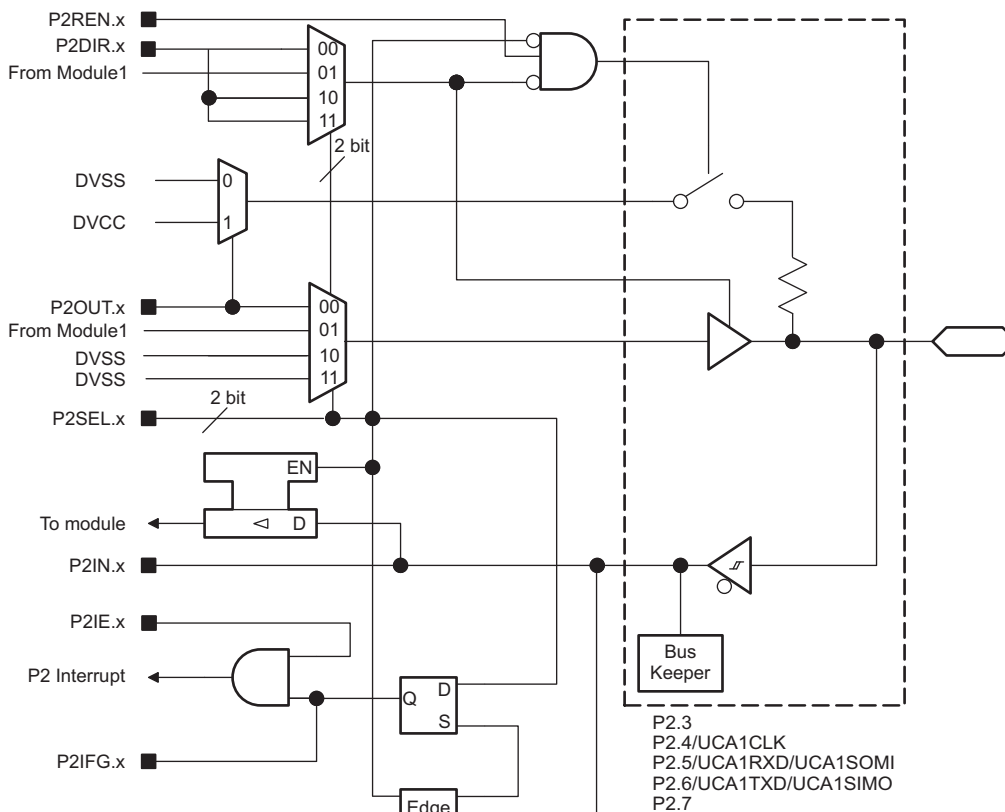 P2REN.x
P2DIR.x
00
From Module1
01
10
11
2 bit
DVSS
0
DVCC
1
P2OUT.x
00
From Module1
01
DVSS
10
DVSS
11
2 bit
P2SEL.x
EN
To module
D
P2IN.x
P2IE.x
Bus
Keeper
P2 Interrupt
Q
D
S
P2IFG.x
P2.3
P2.4/UCA1CLK
P2.5/UCA1RXD/UCA1SOMI
P2.6/UCA1TXD/UCA1SIMO
P2.7
Edge